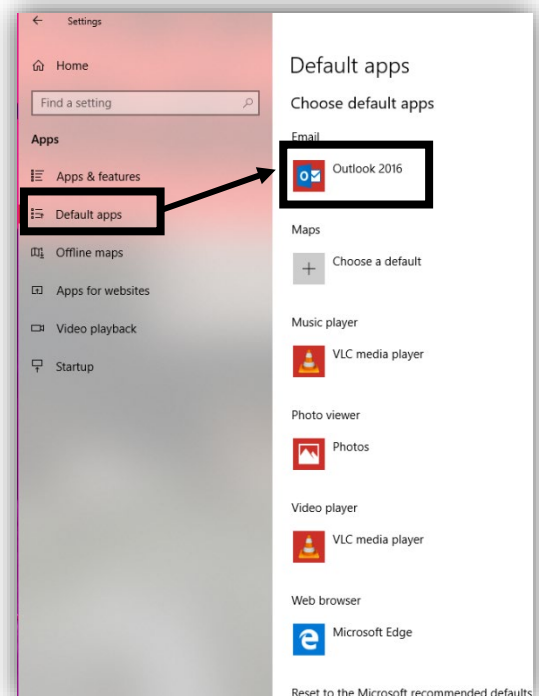 Settings
Home
Find a setting
Apps
Apps & features
Default apps
Offline maps
Apps for websites
Video playback
Startup
Default apps
Choose default apps
Email
Outlook 2016
Maps
Choose a default
Music player
VLC media player
Photo viewer
Photos
Video player
VLC media player
Web browser
Microsoft Edge
Reset to the Microsoft recommended defaults